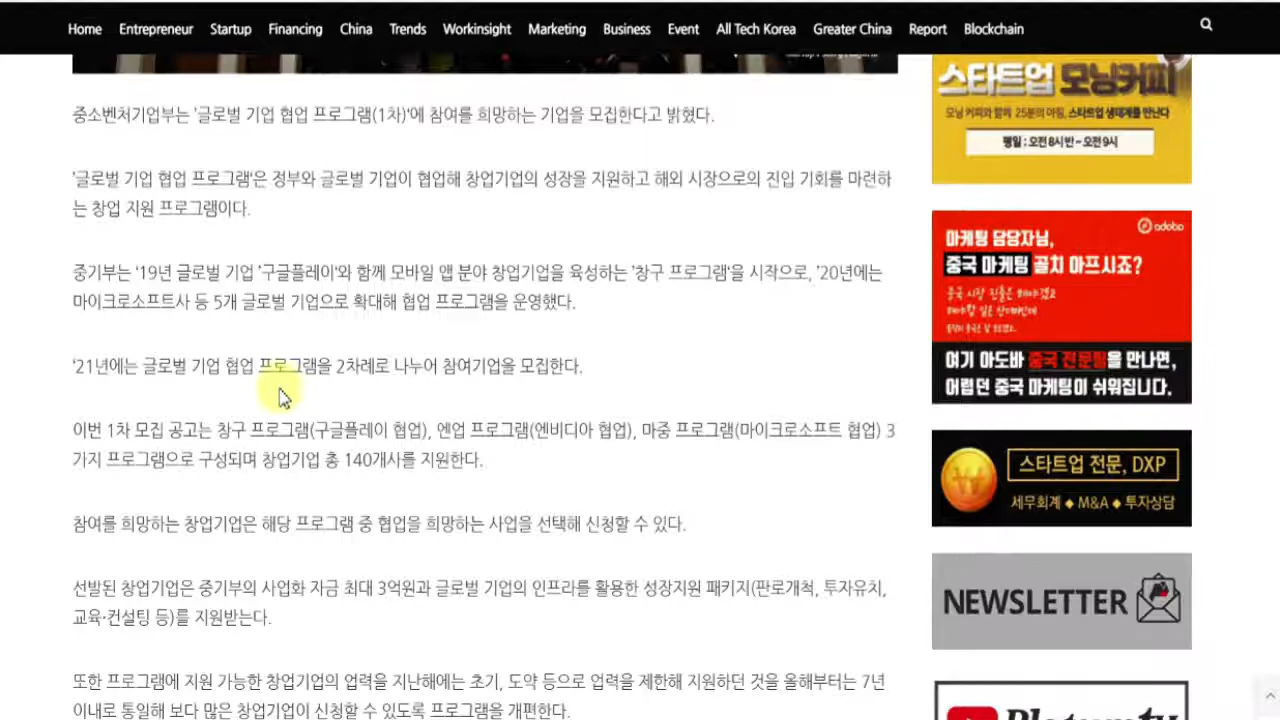 Home Entrepreneur Startup Financing China Trends Workinsight Marketing Business Event All Tech Korea Greater China Report Blockchain
중소벤처기업부는 '글로벌 기업 협업 프로그램(1차)'에 참여를 희망하는 기업을 모집한다고 밝혔다.
'글로벌 기업 협업 프로그램'은 정부와 글로벌 기업이 협업해 창업기업의 성장을 지원하고 해외 시장으로의 진입 기회를 마련하
는 창업 지원 프로그램이다.
중기부는 '19년 글로벌 기업 '구글플레이'와 함께 모바일 앱 분야 창업기업을 육성하는 '창구 프로그램'을 시작으로, '20년에는
마이크로소프트사 등 5개 글로벌 기업으로 확대해 협업 프로그램을 운영했다.
'21년에는 글로벌 기업 협업 프로그램을 2차례로 나누어 참여기업을 모집한다.
이번 1차 모집 공고는 창구 프로그램(구글플레이 협업), 엔업 프로그램(엔비디아 협업), 마중 프로그램(마이크로소프트 협업) 3
가지 프로그램으로 구성되며 창업기업 총 140개사를 지원한다.
참여를 희망하는 창업기업은 해당 프로그램 중 협업을 희망하는 사업을 선택해 신청할 수 있다.
선발된 창업기업은 중기부의 사업화 자금 최대 3억원과 글로벌 기업의 인프라를 활용한 성장지원 패키지(판로개척, 투자유치,
교육·컨설팅 등)를 지원받는다.
또한 프로그램에 지원 가능한 창업기업의 업력을 지난해에는 초기, 도약 등으로 업력을 제한해 지원하던 것을 올해부터는 7년
이내로 통일해 보다 많은 창업기업이 신청할 수 있도록 프로그램을 개편한다.
스타트업 모닝커피
모닝 커피와 함께 25분의 아침, 스타트업 생태계를 만난다
평일 : 오전8시반~오전9시
adoba
마케팅 담당자님,
중국 마케팅 골치 아프시죠?
여기 아도바 중국 전문팀을 만나면,
어렵던 중국 마케팅이 쉬워집니다.
스타트업 전문, DXP
세무회계 ◆ M&A ◆ 투자상담
NEWSLETTER